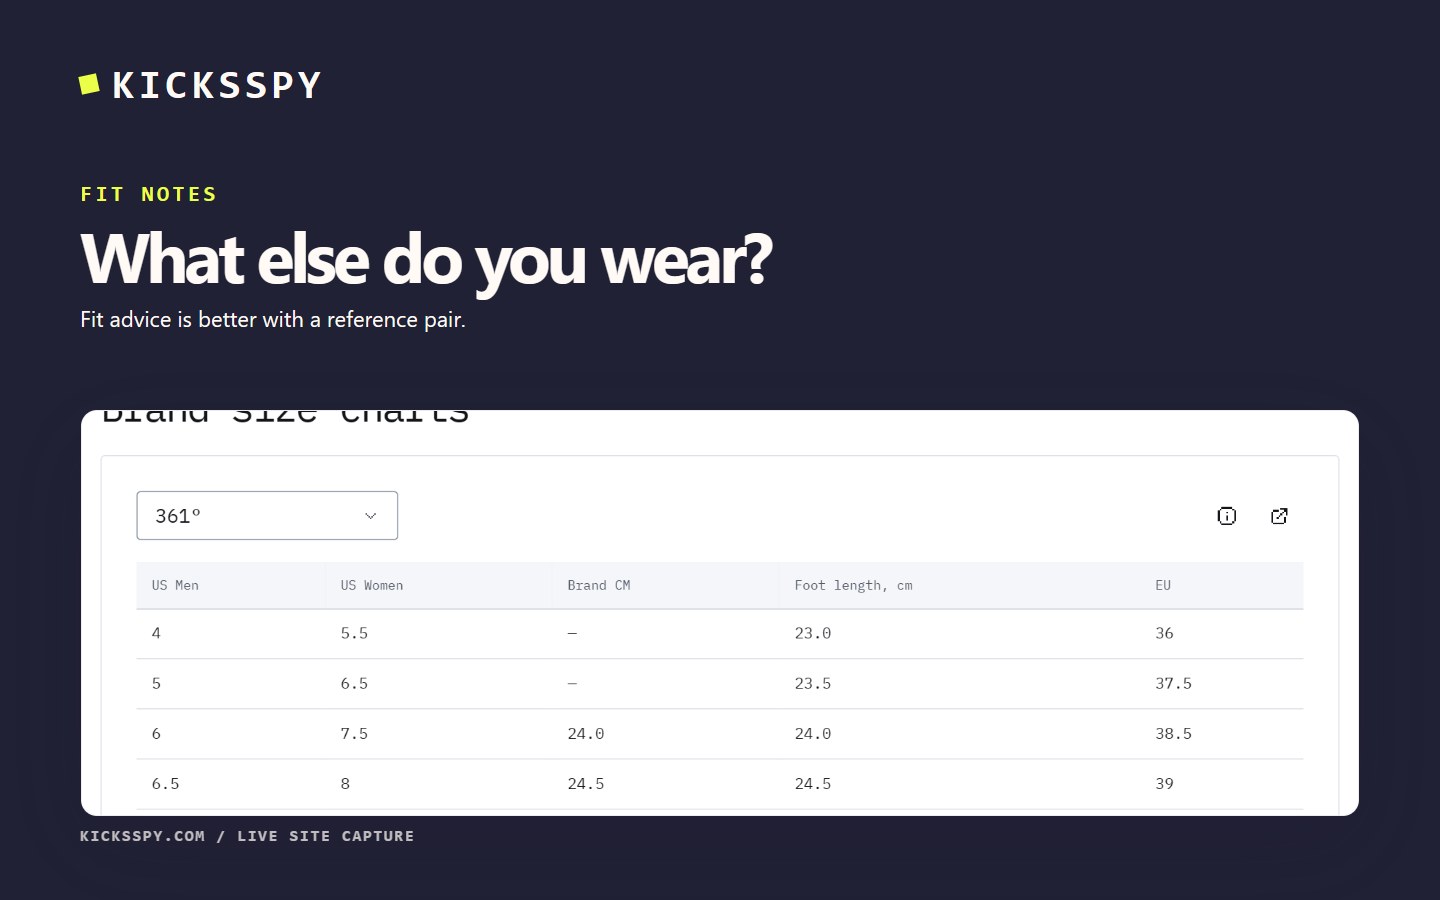 KICKSSPY
FIT NOTES
What else do you wear?
Fit advice is better with a reference pair.
Brand size charts
361°
US Men US Women Brand CM Foot length, cm EU
4 5.5 — 23.0 36
5 6.5 — 23.5 37.5
6 7.5 24.0 24.0 38.5
6.5 8 24.5 24.5 39
KICKSSPY.COM / LIVE SITE CAPTURE